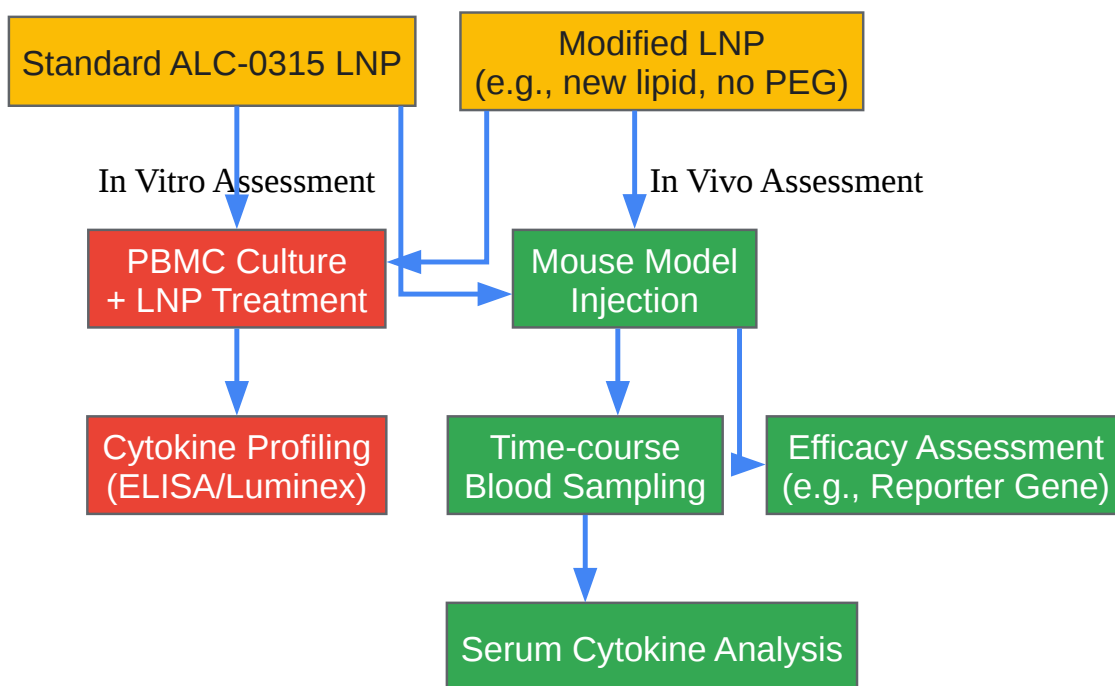 Standard ALC-0315 LNP
Modified LNP
(e.g., new lipid, no PEG)
In Vitro Assessment
In Vivo Assessment
PBMC Culture
+ LNP Treatment
Mouse Model
Injection
Cytokine Profiling
(ELISA/Luminex)
Time-course
Blood Sampling
Efficacy Assessment
(e.g., Reporter Gene)
Serum Cytokine Analysis